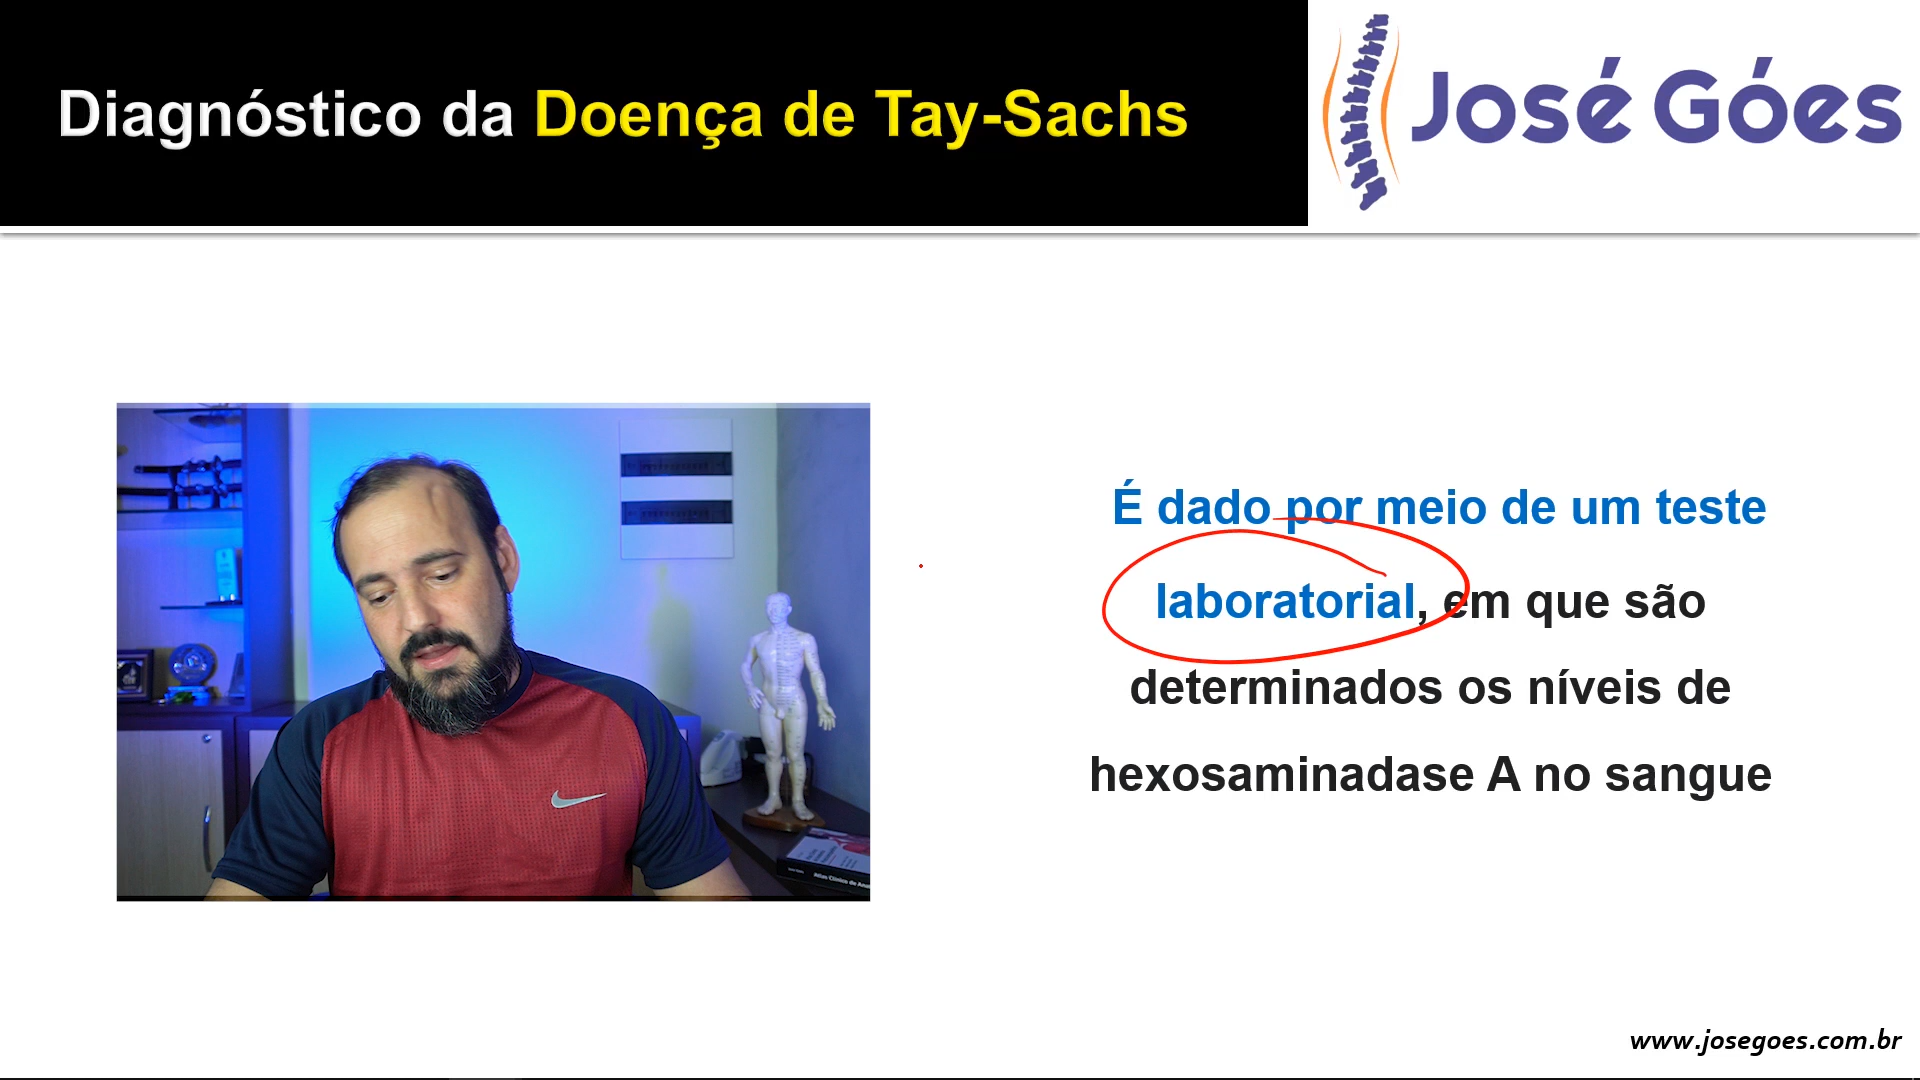 Diagnóstico da Doença de Tay-Sachs
José Góes
É dado por meio de um teste
laboratorial, em que são
determinados os níveis de
hexosaminadase A no sangue
www.josegoes.com.br